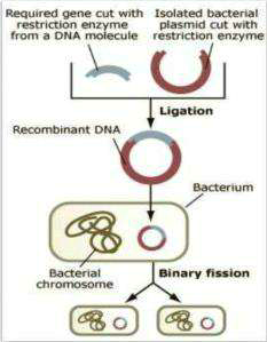 Required gene cut with
restriction enzyme
from a DNA molecule
Isolated bacterial
plasmid cut with
restriction enzyme
Ligation
Recombinant DNA
Bacterium
Bacterial
chromosome
Binary fission